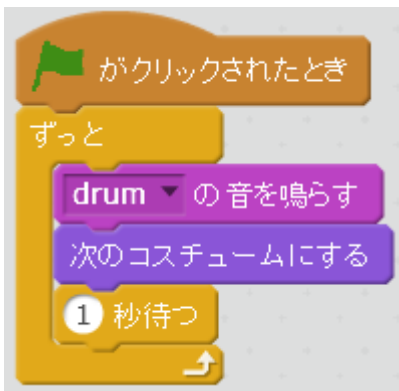 がクリックされたとき
ずっと
drum の音を鳴らす
次のコスチュームにする
1 秒待つ